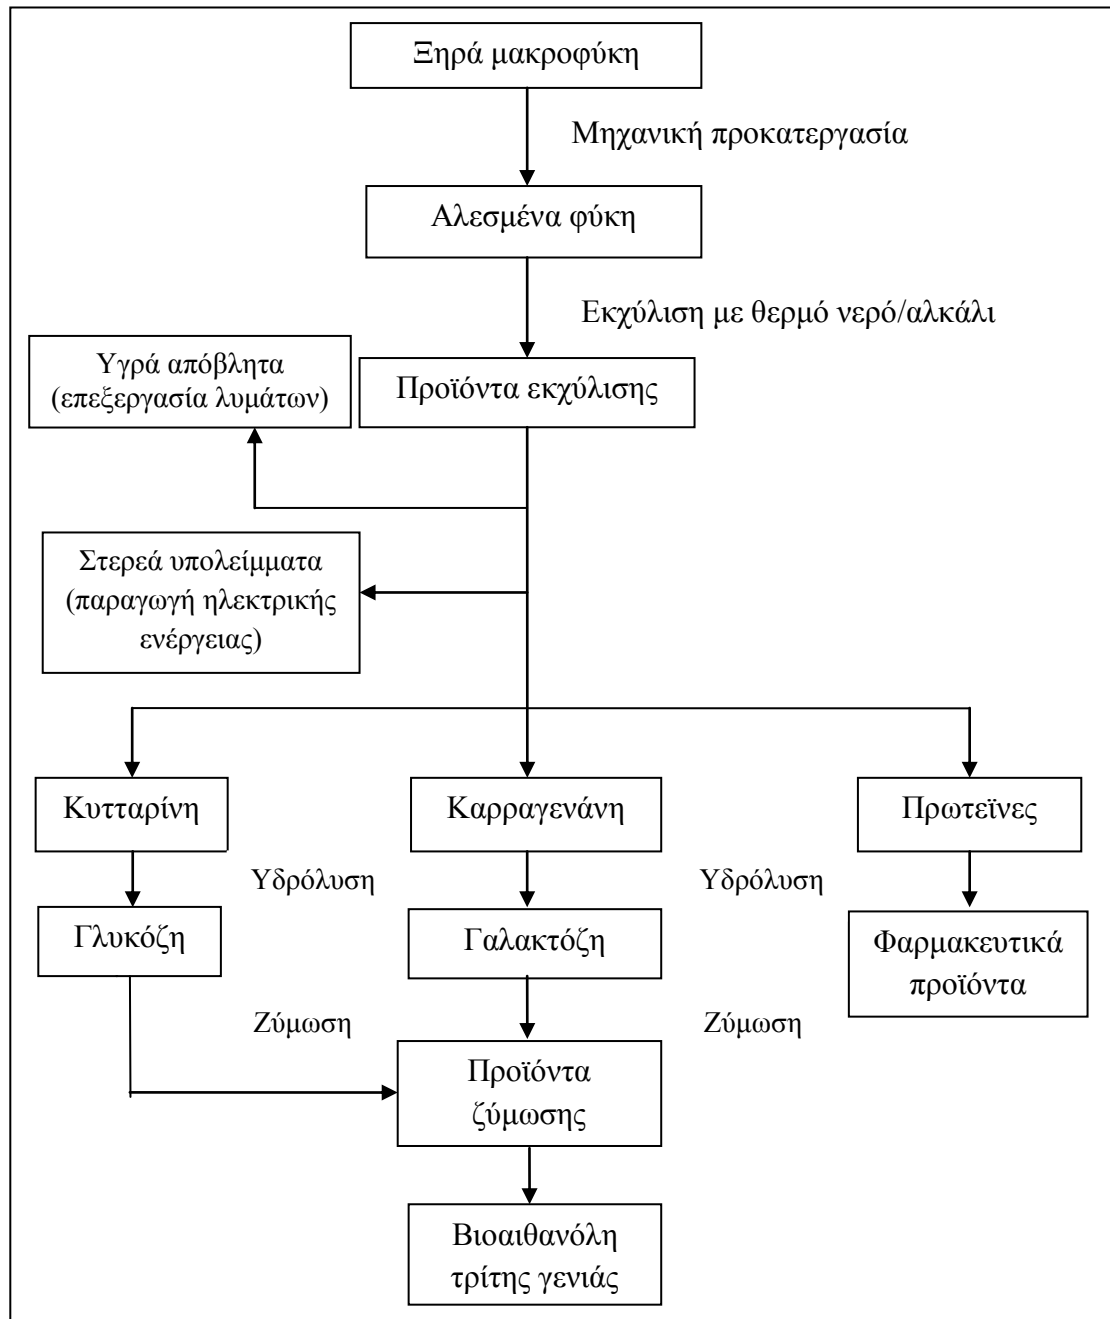 Ξηρά μακροφύκη
Μηχανική προκατεργασία
Αλεσμένα φύκη
Εκχύλιση με θερμό νερό/αλκάλι
Υγρά απόβλητα
(επεξεργασία λυμάτων)
Προϊόντα εκχύλισης
Στερεά υπολείμματα
(παραγωγή ηλεκτρικής
ενέργειας)
Κυτταρίνη
Καρραγενάνη
Πρωτεΐνες
Υδρόλυση
Υδρόλυση
Γλυκόζη
Γαλακτόζη
Φαρμακευτικά
προϊόντα
Ζύμωση
Ζύμωση
Προϊόντα
ζύμωσης
Βιοαιθανόλη
τρίτης γενιάς